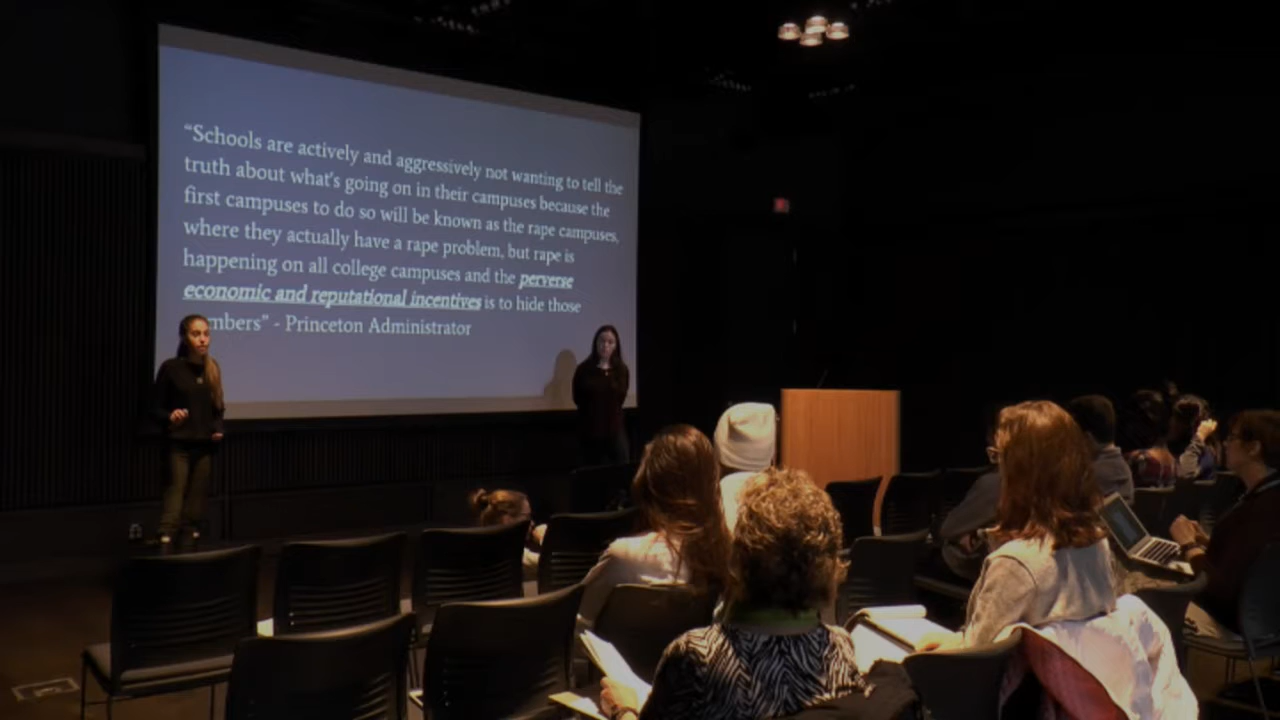 “Schools are actively and aggressively not wanting to tell the
truth about what's going on in their campuses because the
first campuses to do so will be known as the rape campuses,
where they actually have a rape problem, but rape is
happening on all college campuses and the perverse
economic and reputational incentives is to hide those
mbers” - Princeton Administrator